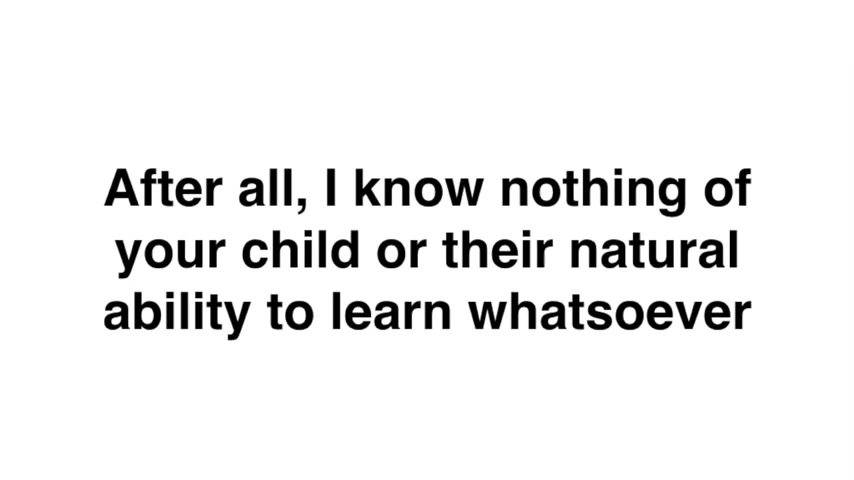 After all, I know nothing of
your child or their natural
ability to learn whatsoever